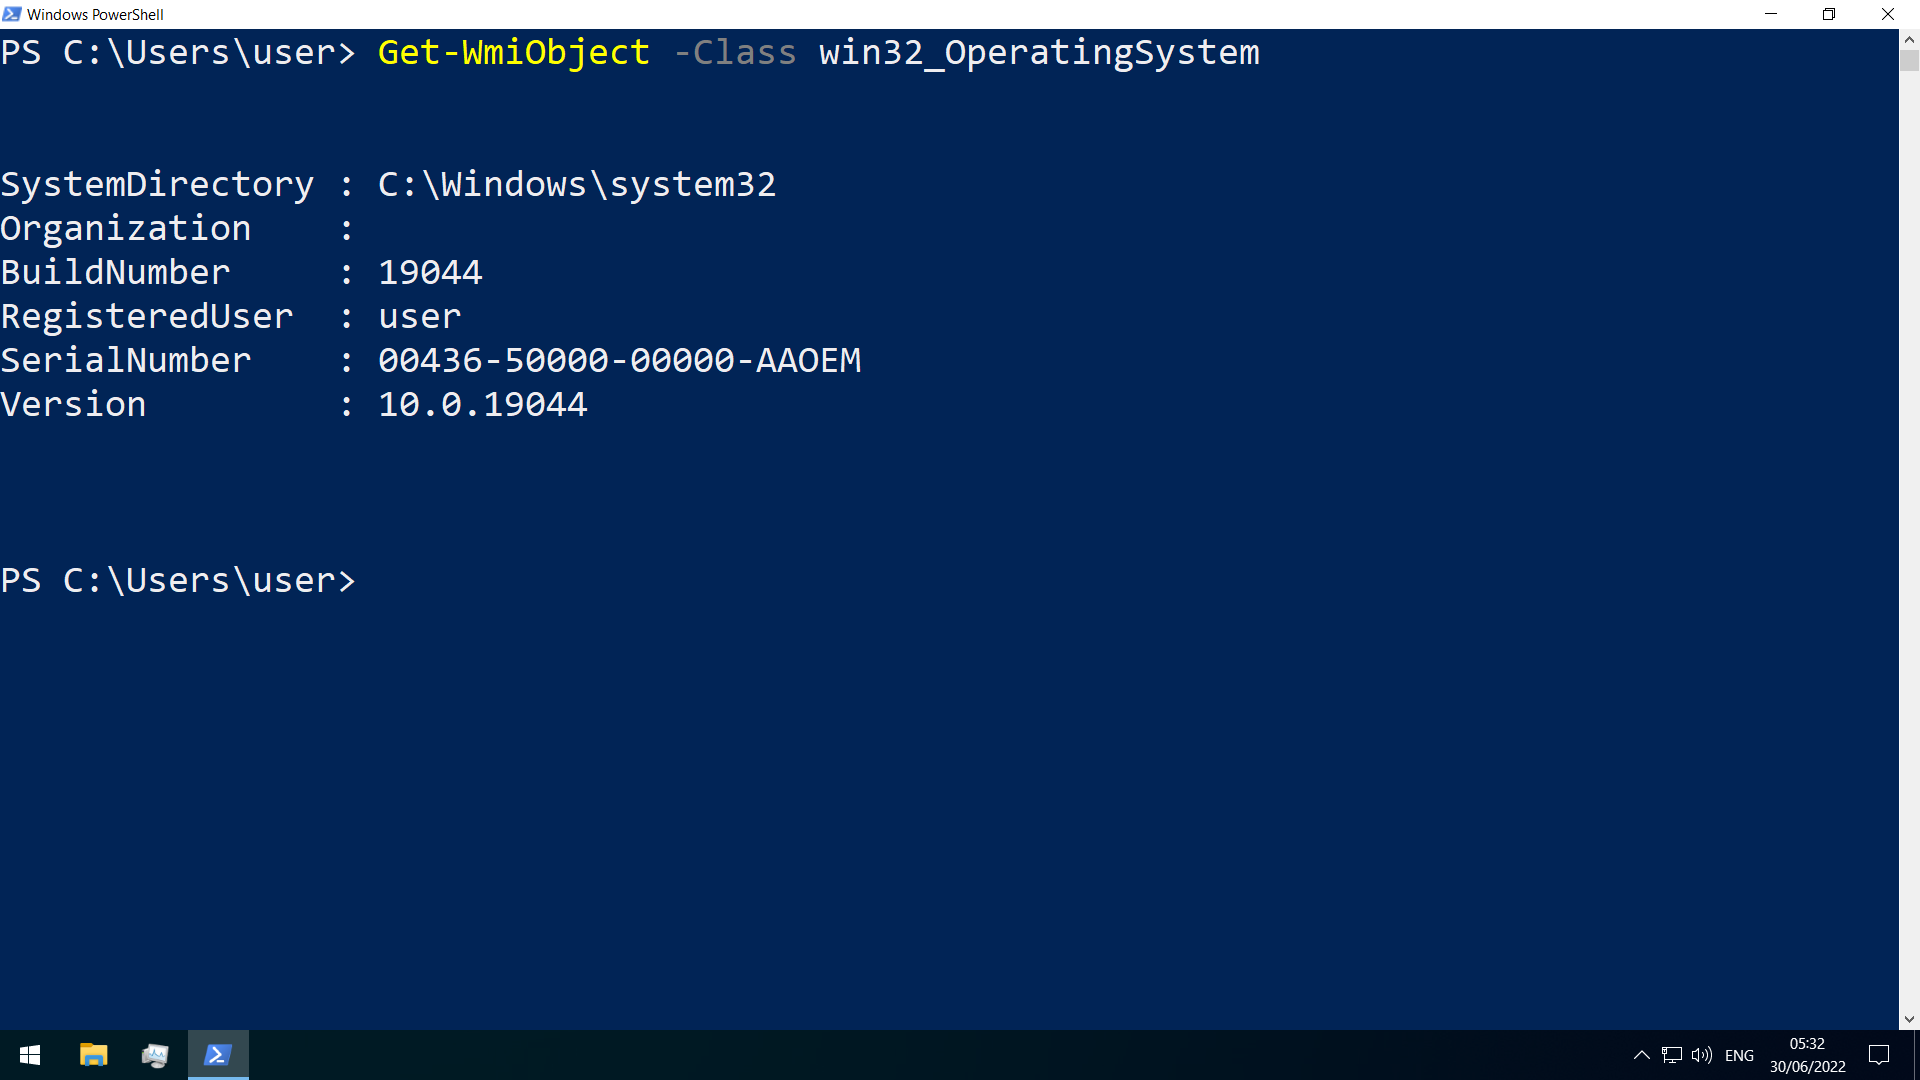 Windows PowerShell
PS C:\Users\user> Get-WmiObject -Class win32_OperatingSystem
SystemDirectory : C:\Windows\system32
Organization    :
BuildNumber     : 19044
RegisteredUser  : user
SerialNumber    : 00436-50000-00000-AAOEM
Version         : 10.0.19044
PS C:\Users\user>
ENG
05:32
30/06/2022